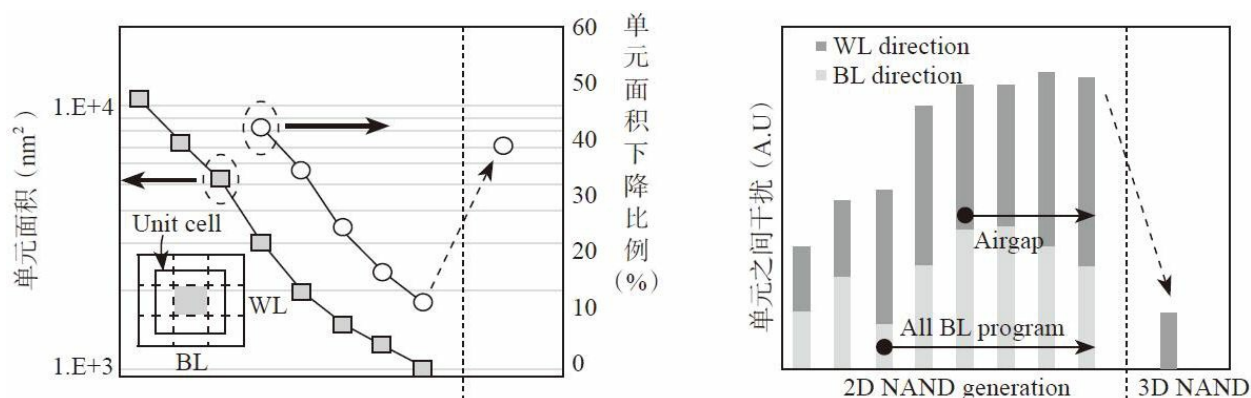 单元面积 (nm²)
1.E+4
1.E+3
Unit cell
WL
BL
60
50
40
30
20
10
0
单元面积下降比例(%)
单元之间干扰 (A.U)
WL direction
BL direction
Airgap
All BL program
2D NAND generation
3D NAND